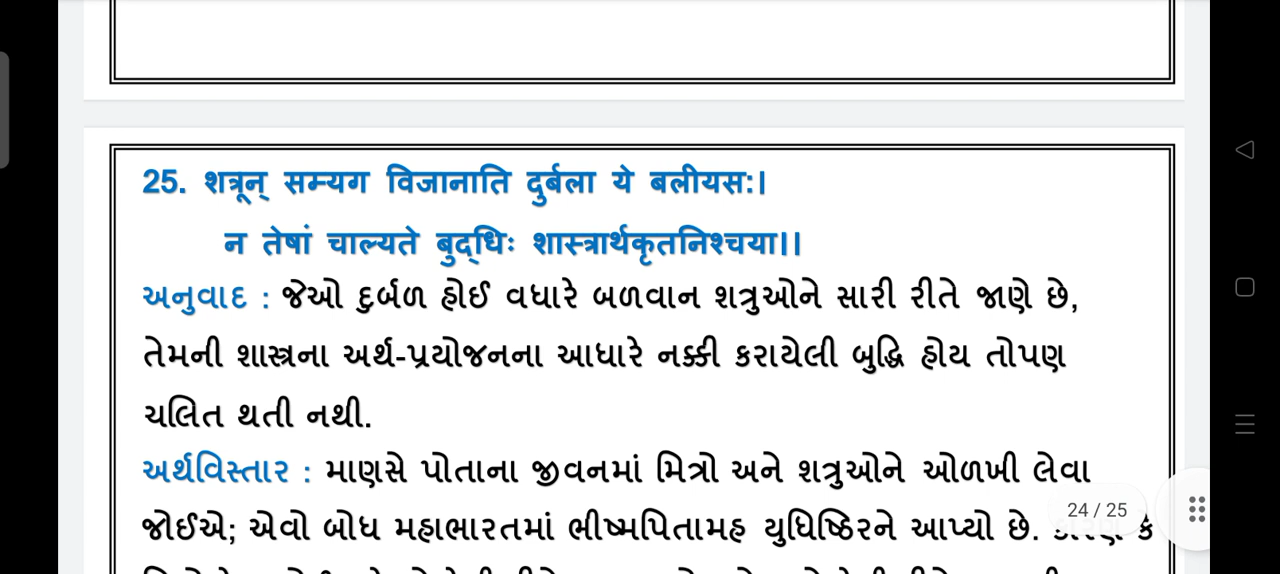 25. शत्रून् सम्यग विजानाति दुर्बला ये बलीयस:।
न तेषां चाल्यते बुद्धिः शास्त्रार्थकृतनिश्चया।।
અનુવાદ : જેઓ દુર્બળ હોઈ વધારે બળવાન શત્રુઓને સારી રીતે જાણે છે,
તેમની શાસ્ત્રના અર્થ-પ્રયોજનના આધારે નક્કી કરાયેલી બુદ્ધિ હોય તોપણ
ચલિત થતી નથી.
અર્થવિસ્તાર : માણસે પોતાના જીવનમાં મિત્રો અને શત્રુઓને ઓળખી લેવા
24 / 25
જોઈએ; એવો બોધ મહાભારતમાં ભીષ્મપિતામહ યુધિષ્ઠિરને આપ્યો છે. કારણ કે